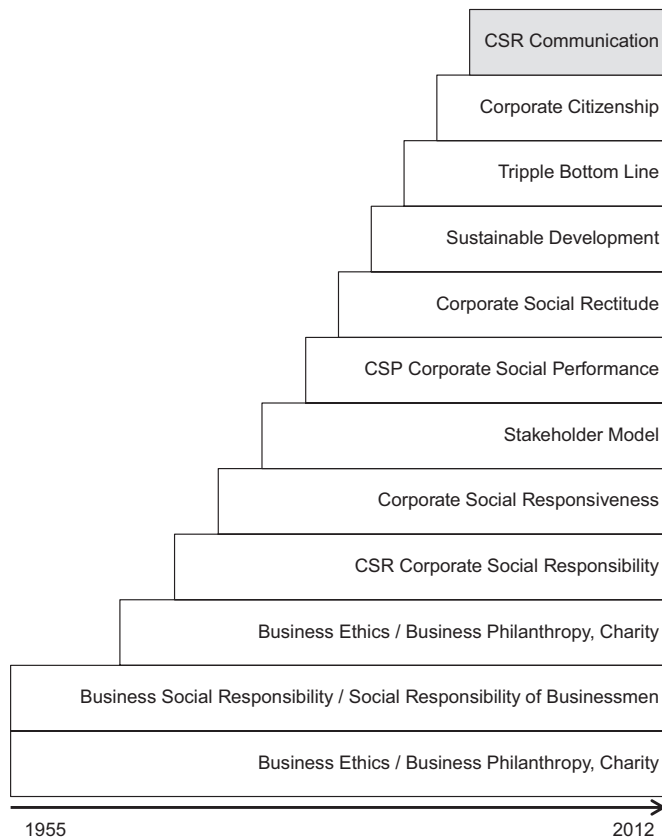 CSR Communication
Corporate Citizenship
Tripple Bottom Line
Sustainable Development
Corporate Social Rectitude
CSP Corporate Social Performance
Stakeholder Model
Corporate Social Responsiveness
CSR Corporate Social Responsibility
Business Ethics / Business Philanthropy, Charity
Business Social Responsibility / Social Responsibility of Businessmen
Business Ethics / Business Philanthropy, Charity
1955 2012